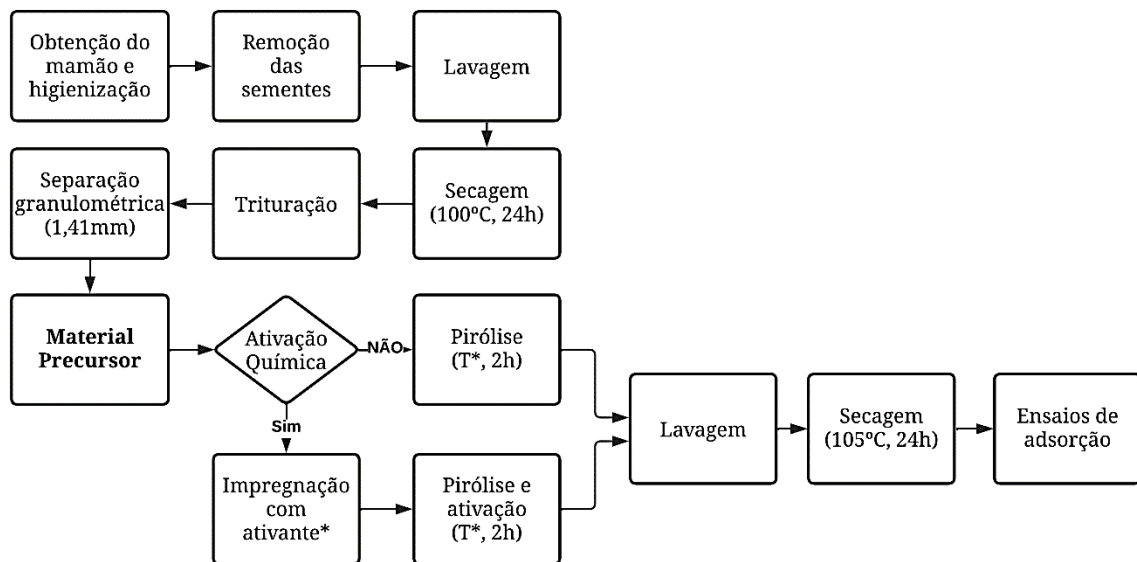 Obtenção do
mamão e
higienização
Remoção
das
sementes
Lavagem
Secagem
(100ºC, 24h)
Trituração
Separação
granulométrica
(1,41mm)
Material
Precursor
Ativação
Química
NÃO
Pirólise
(T*, 2h)
Sim
Impregnação
com
ativante*
Pirólise e
ativação
(T*, 2h)
Lavagem
Secagem
(105ºC, 24h)
Ensaios de
adsorção